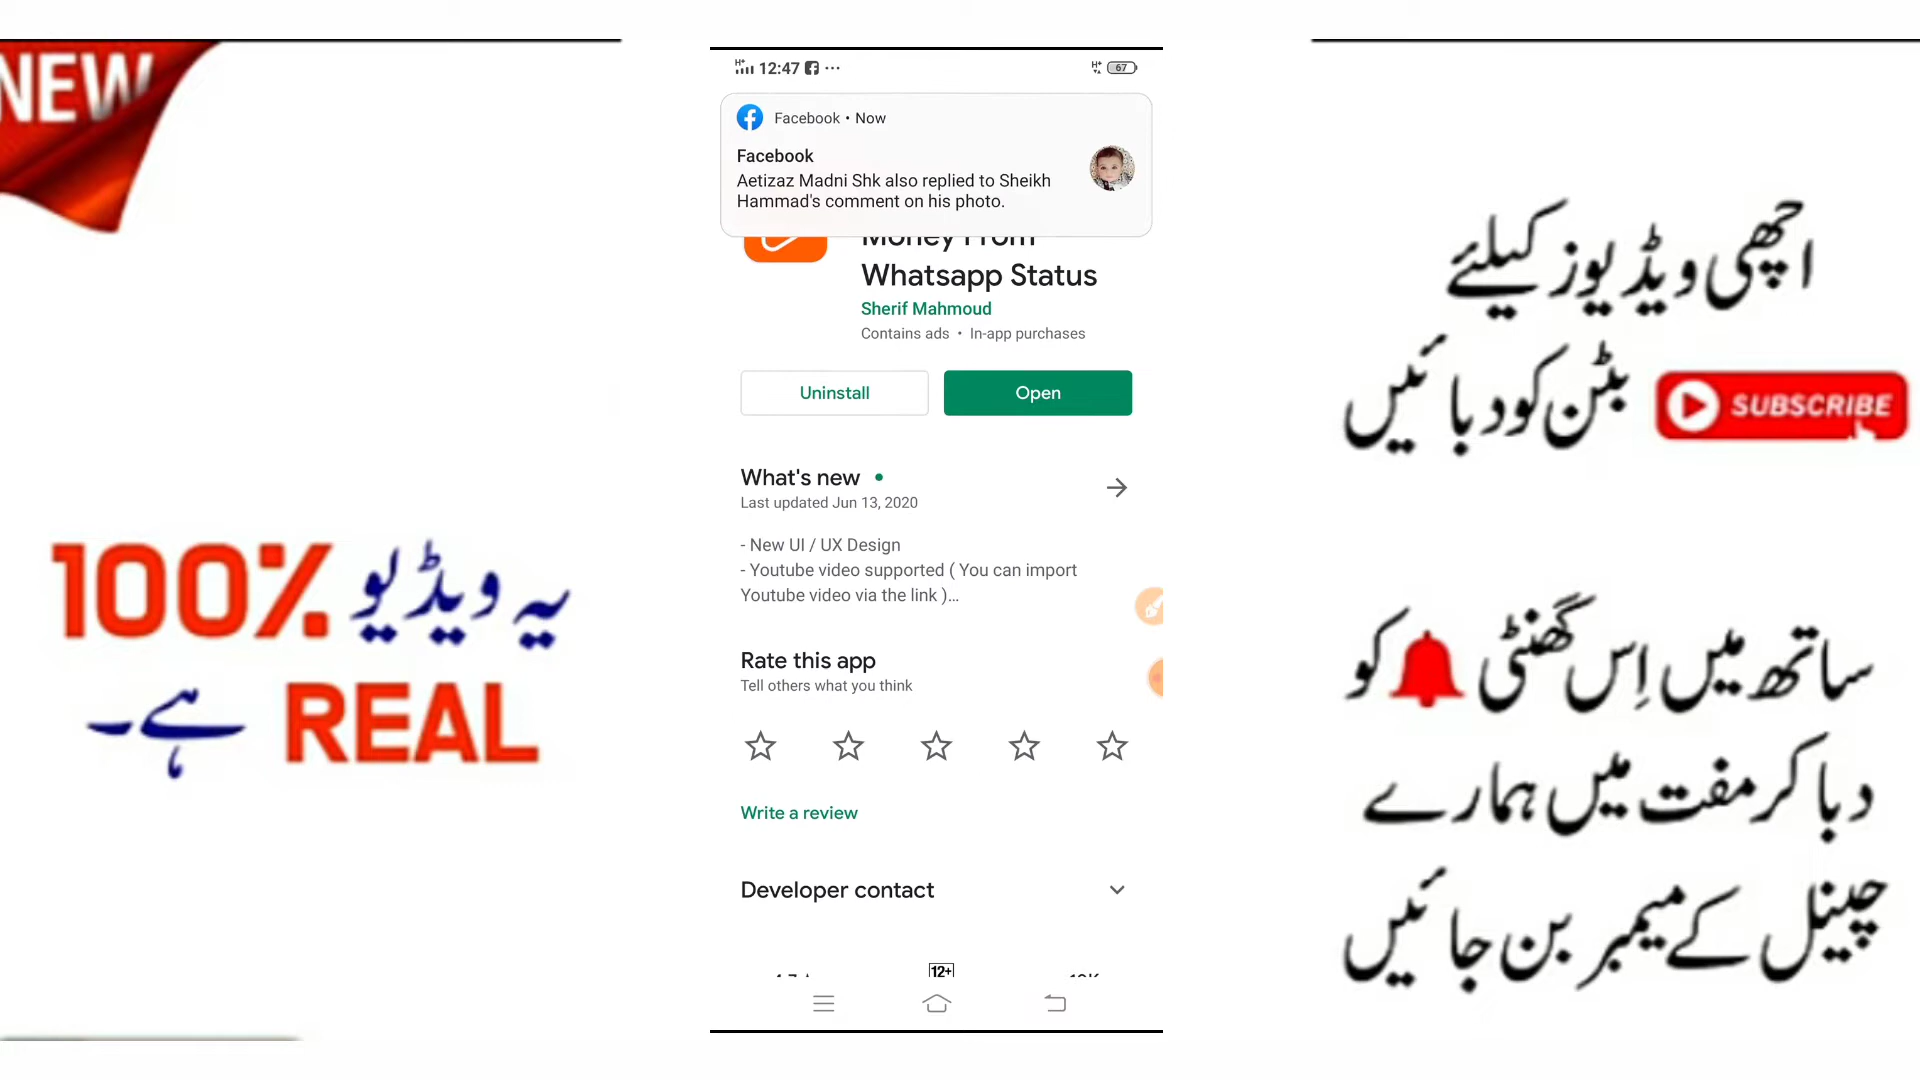 NEW
یہ ویڈیو 100%
REAL ہے۔
12:47
67
Facebook • Now
Facebook
Aetizaz Madni Shk also replied to Sheikh
Hammad's comment on his photo.
Money From
Whatsapp Status
Sherif Mahmoud
Contains ads • In-app purchases
Uninstall
Open
What's new
Last updated Jun 13, 2020
- New UI / UX Design
- Youtube video supported ( You can import
Youtube video via the link )...
Rate this app
Tell others what you think
Write a review
Developer contact
12+
اچھی ویڈیوز کیلئے
SUBSCRIBE بٹن کو دبائیں
ساتھ میں اِس گھنٹی کو
دبا کر مفت میں ہمارے
چینل کے میمبر بن جائیں